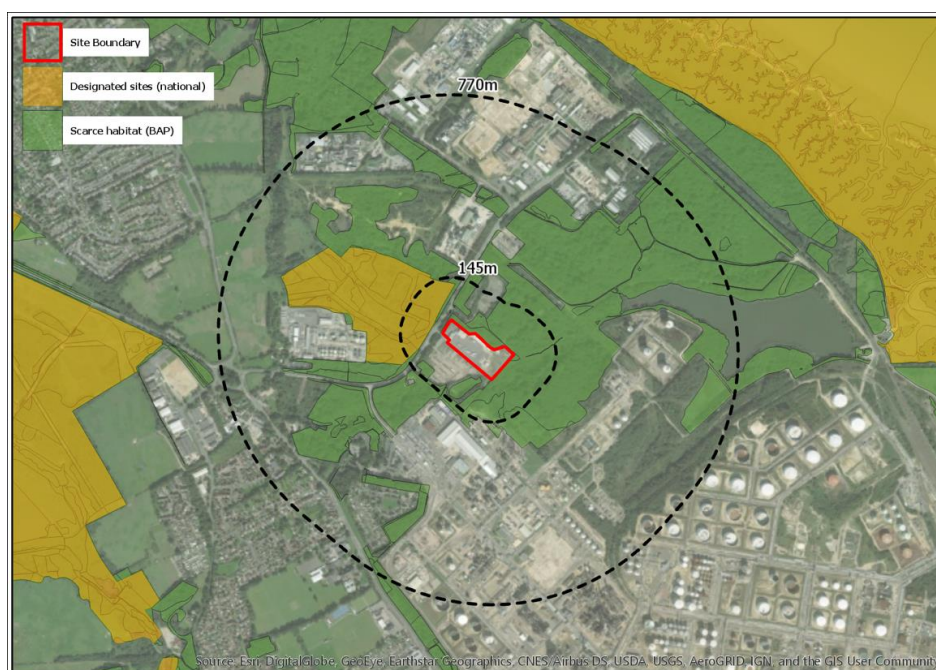 Site Boundary
Designated sites (national)
Scarce habitat (BAP)
770m
145m
Source: Esri, DigitalGlobe, GeoEye, Earthstar Geographics, CNES/Airbus DS, USDA, USGS, AeroGRID, IGN, and the GIS User Community